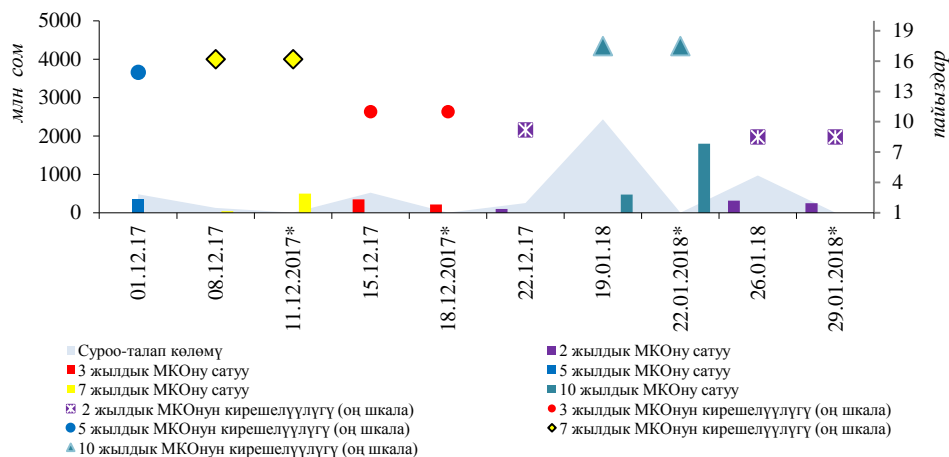 млн сом
5000
4000
3000
2000
1000
0
19
16
13
10
7
4
1
пайыздар
01.12.17
08.12.17
11.12.2017*
15.12.17
18.12.2017*
22.12.17
19.01.18
22.01.2018*
26.01.18
29.01.2018*
Суроо-талап көлөмү
2 жылдык МКОну сатуу
3 жылдык МКОну сатуу
5 жылдык МКОну сатуу
7 жылдык МКОну сатуу
10 жылдык МКОну сатуу
2 жылдык МКОнун кирешелүүлүгү (оң шкала)
3 жылдык МКОнун кирешелүүлүгү (оң шкала)
5 жылдык МКОнун кирешелүүлүгү (оң шкала)
7 жылдык МКОнун кирешелүүлүгү (оң шкала)
10 жылдык МКОнун кирешелүүлүгү (оң шкала)